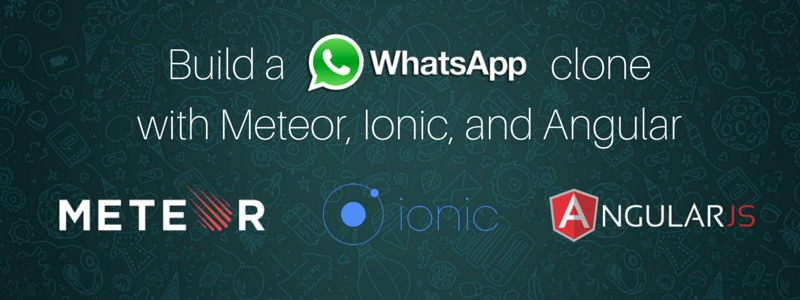 Build a WhatsApp clone
with Meteor, Ionic, and Angular
METEOR ionic ANGULARJS